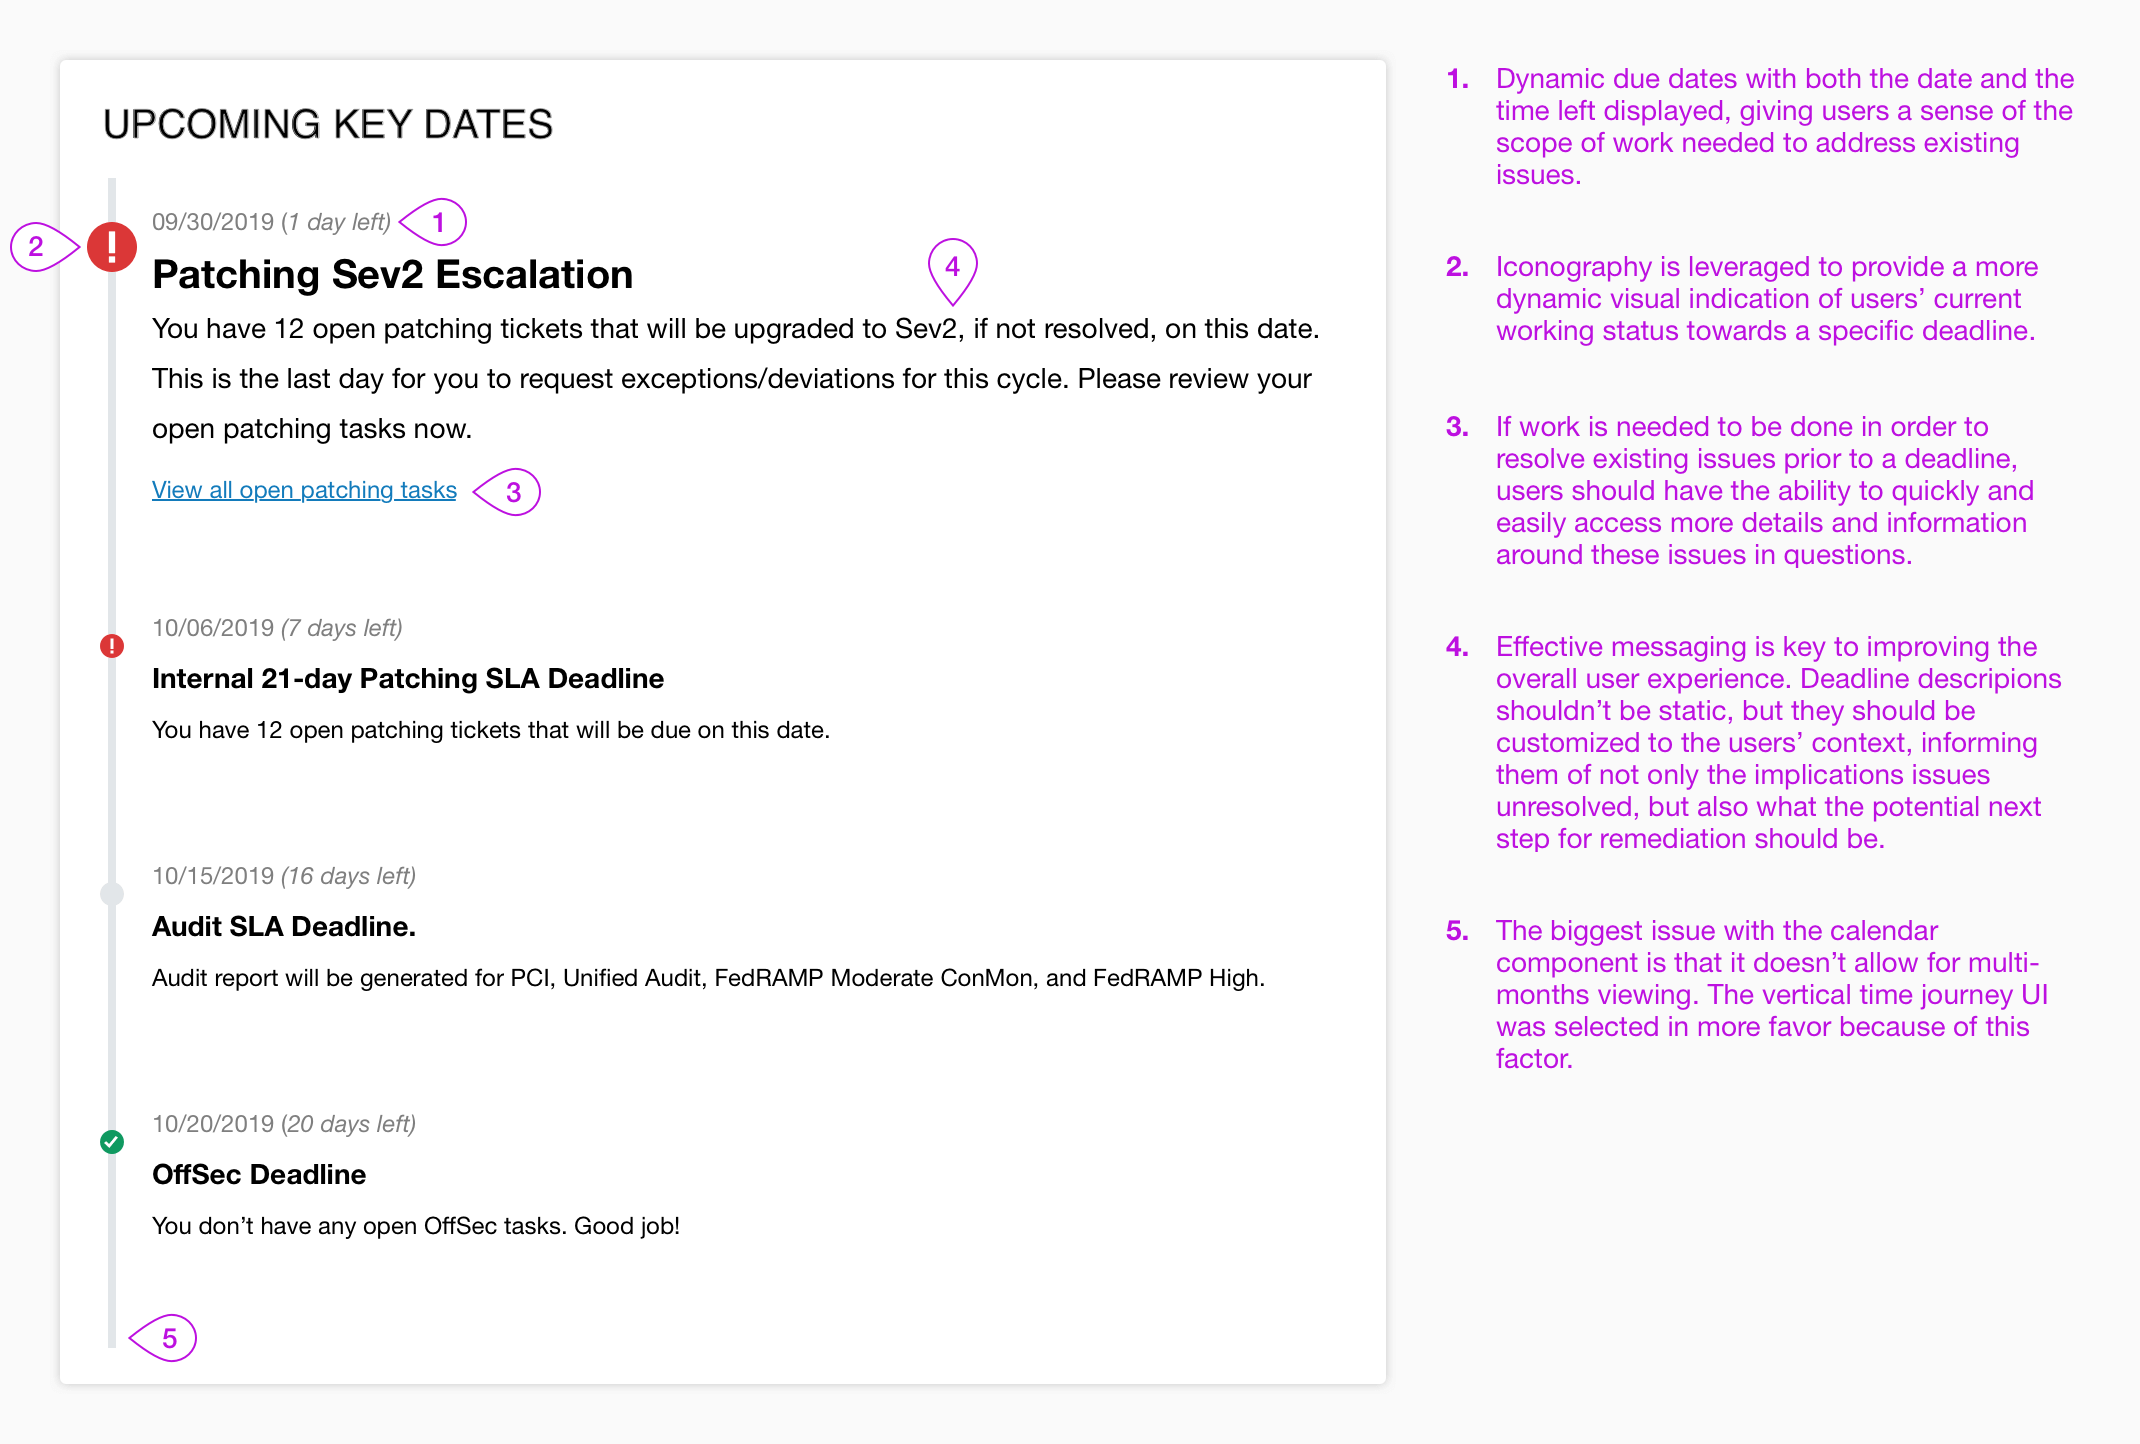 UPCOMING KEY DATES
09/30/2019 (1 day left)
1
2
!
Patching Sev2 Escalation
4
You have 12 open patching tickets that will be upgraded to Sev2, if not resolved, on this date.
This is the last day for you to request exceptions/deviations for this cycle. Please review your
open patching tasks now.
View all open patching tasks
3
10/06/2019 (7 days left)
!
Internal 21-day Patching SLA Deadline
You have 12 open patching tickets that will be due on this date.
10/15/2019 (16 days left)
Audit SLA Deadline.
Audit report will be generated for PCI, Unified Audit, FedRAMP Moderate ConMon, and FedRAMP High.
10/20/2019 (20 days left)
OffSec Deadline
You don’t have any open OffSec tasks. Good job!
5
1. Dynamic due dates with both the date and the
time left displayed, giving users a sense of the
scope of work needed to address existing
issues.
2. Iconography is leveraged to provide a more
dynamic visual indication of users’ current
working status towards a specific deadline.
3. If work is needed to be done in order to
resolve existing issues prior to a deadline,
users should have the ability to quickly and
easily access more details and information
around these issues in questions.
4. Effective messaging is key to improving the
overall user experience. Deadline descripions
shouldn’t be static, but they should be
customized to the users’ context, informing
them of not only the implications issues
unresolved, but also what the potential next
step for remediation should be.
5. The biggest issue with the calendar
component is that it doesn’t allow for multi-
months viewing. The vertical time journey UI
was selected in more favor because of this
factor.